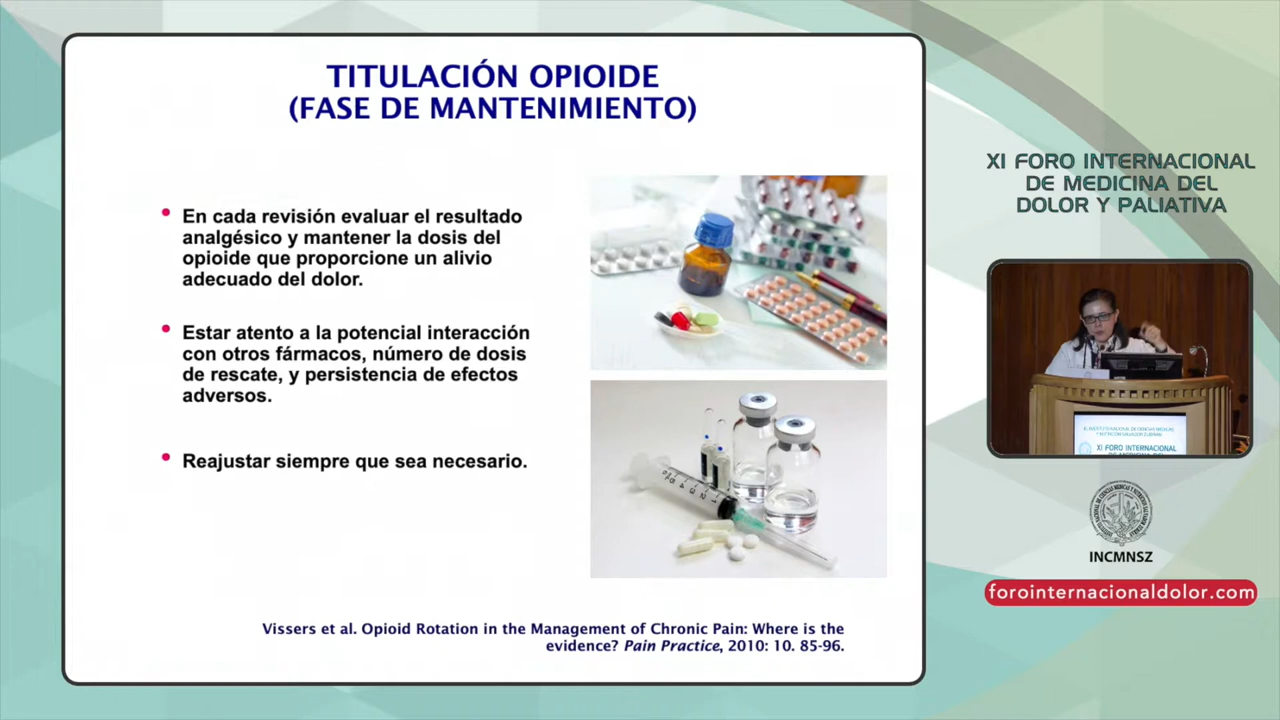 TITULACIÓN OPIOIDE
(FASE DE MANTENIMIENTO)
• En cada revisión evaluar el resultado
analgésico y mantener la dosis del
opioide que proporcione un alivio
adecuado del dolor.
• Estar atento a la potencial interacción
con otros fármacos, número de dosis
de rescate, y persistencia de efectos
adversos.
• Reajustar siempre que sea necesario.
Vissers et al. Opioid Rotation in the Management of Chronic Pain: Where is the
evidence? Pain Practice, 2010: 10. 85-96.
XI FORO INTERNACIONAL
DE MEDICINA DEL
DOLOR Y PALIATIVA
XI FORO INTERNACIONAL
INCMNSZ
forointernacionaldolor.com